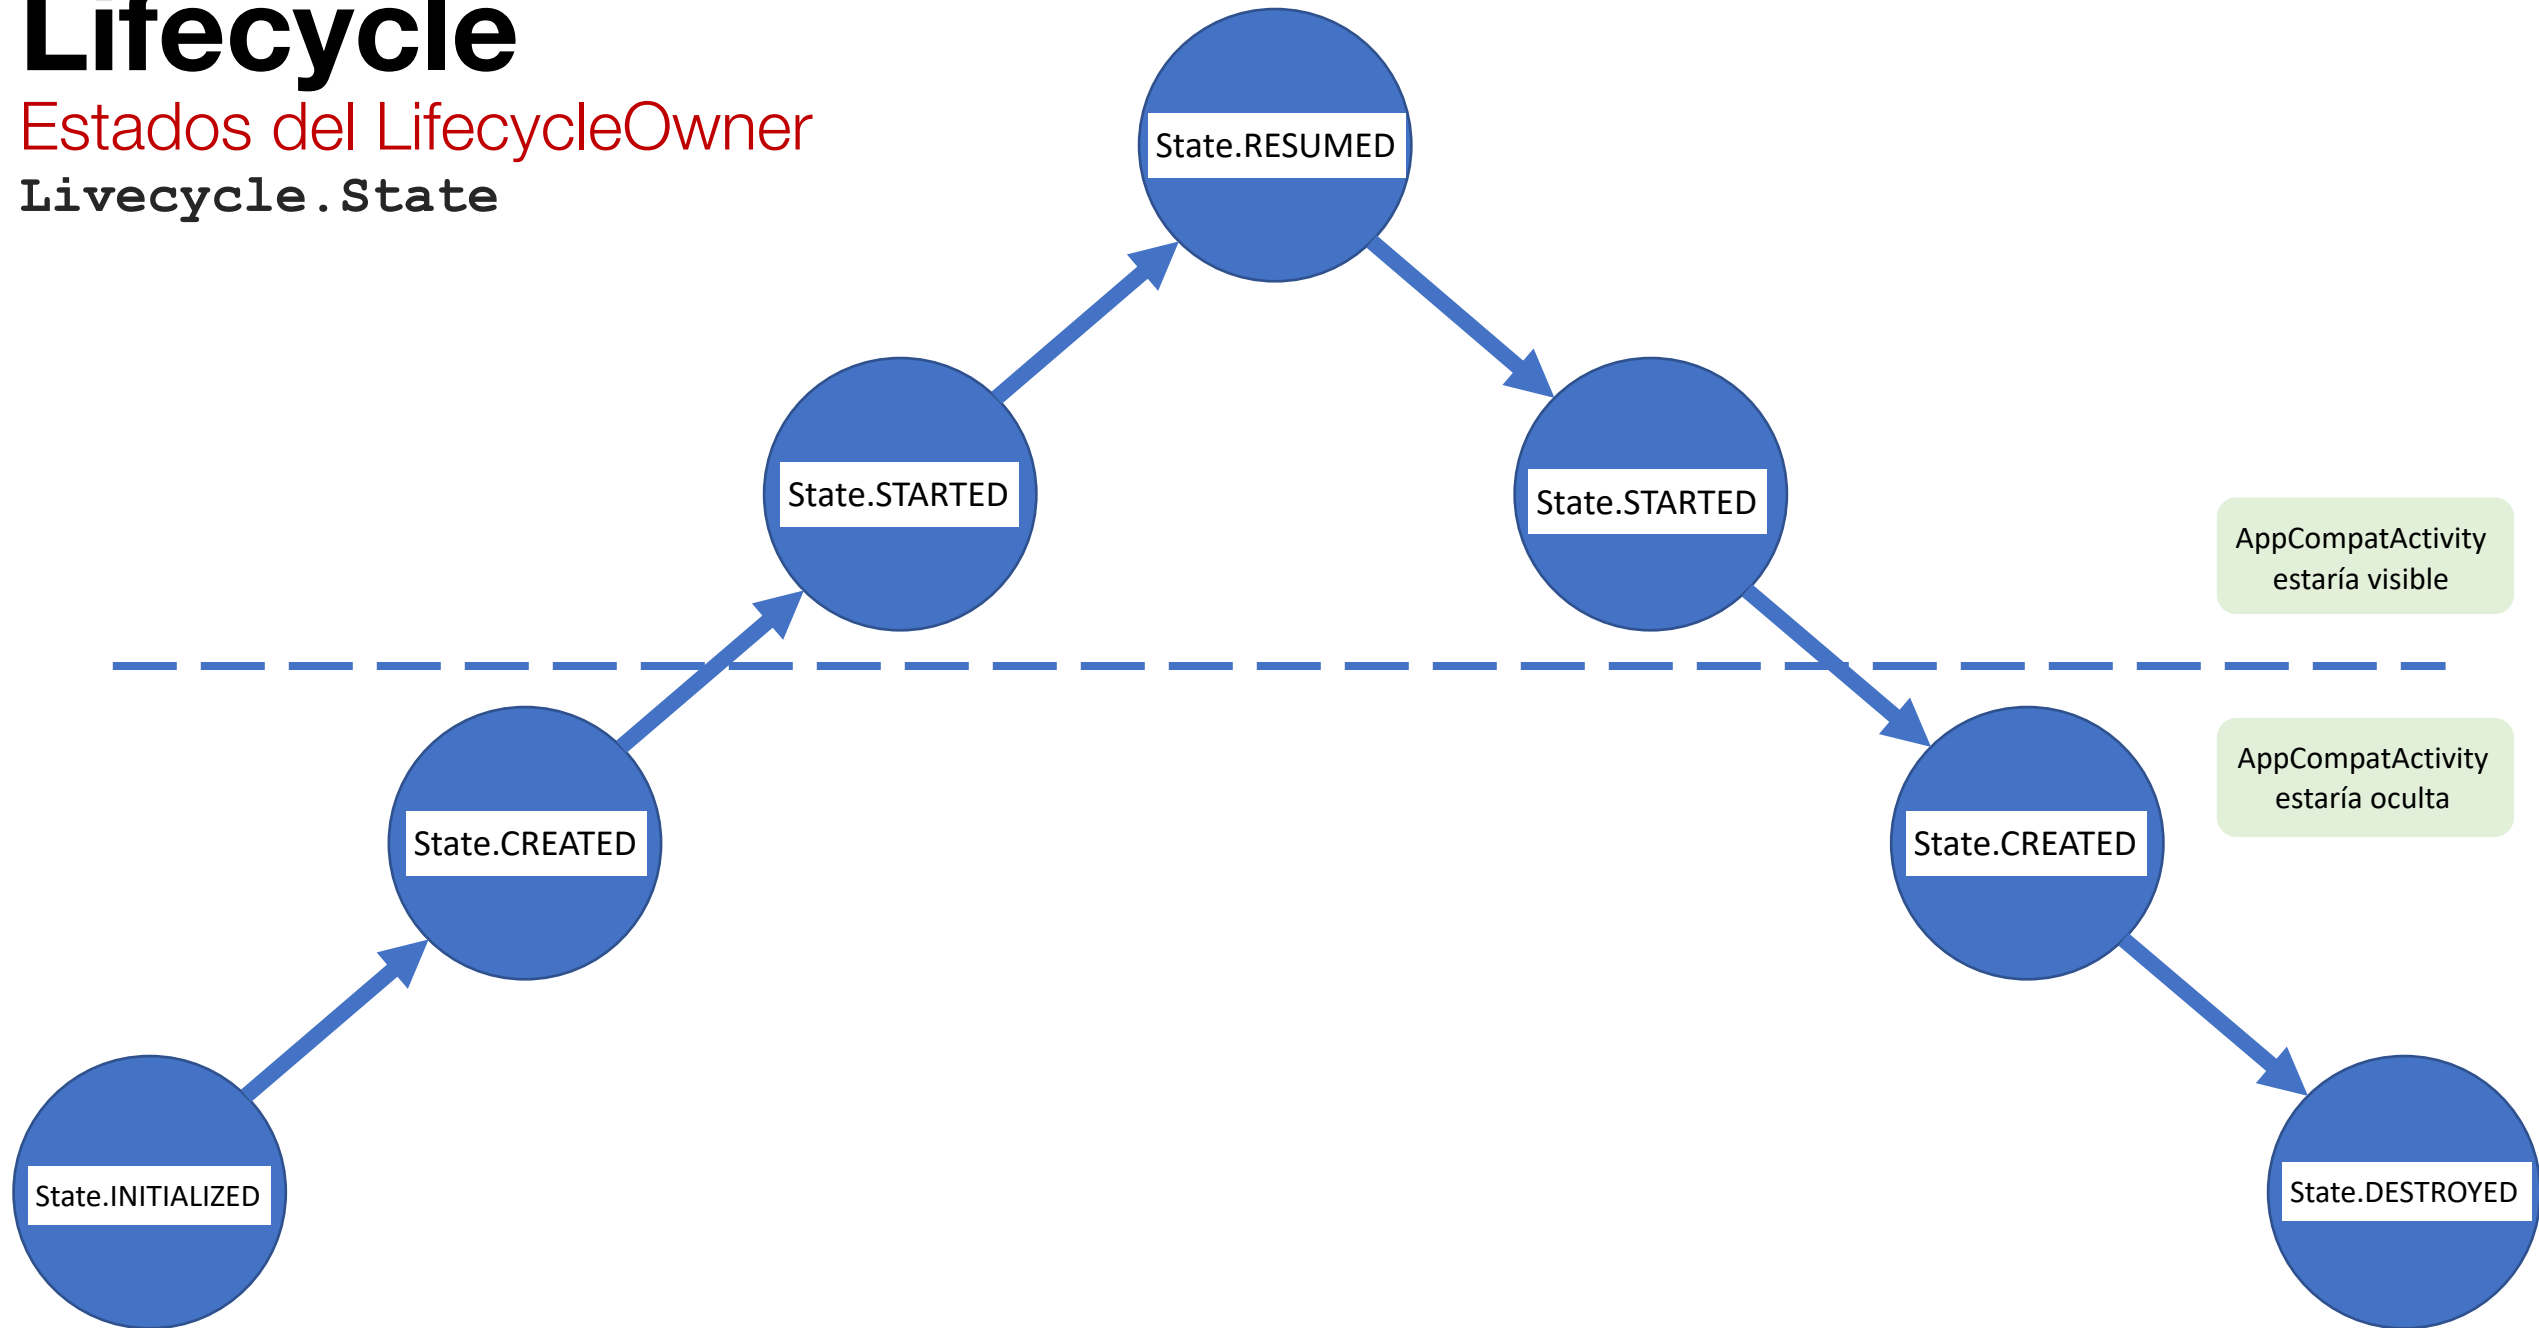 Lifecycle
Estados del LifecycleOwner
Livecycle.State
State.RESUMED
State.STARTED
State.STARTED
AppCompatActivity
estaría visible
AppCompatActivity
estaría oculta
State.CREATED
State.CREATED
State.INITIALIZED
State.DESTROYED